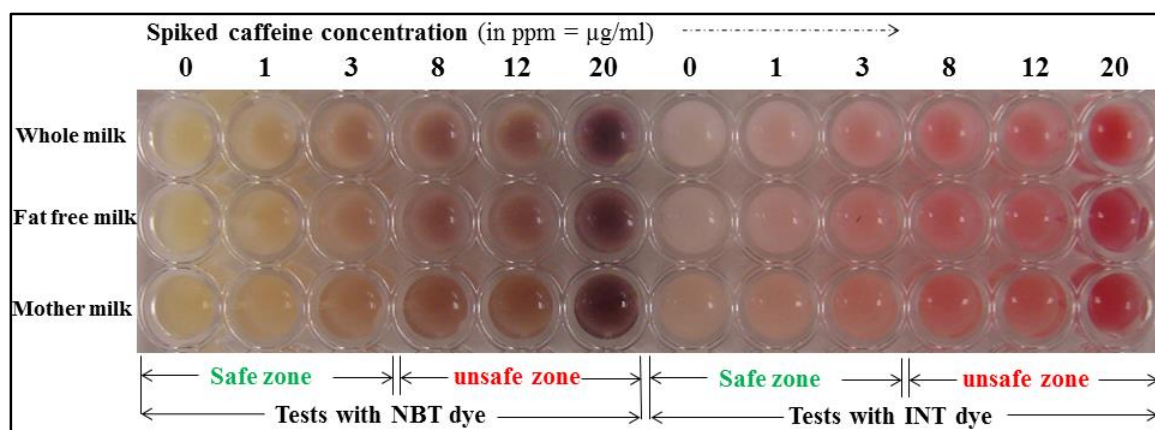 Spiked caffeine concentration (in ppm = µg/ml)
0 1 3 8 12 20 0 1 3 8 12 20
Whole milk
Fat free milk
Mother milk
Safe zone unsafe zone Safe zone unsafe zone
Tests with NBT dye Tests with INT dye